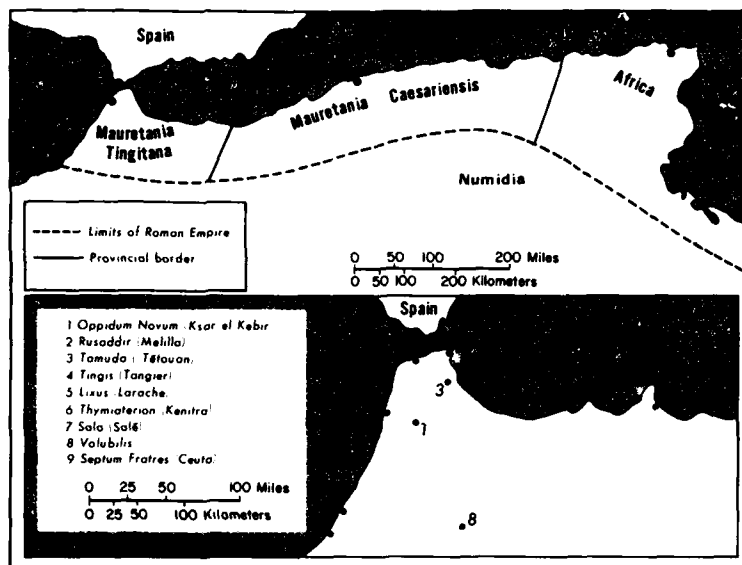 Spain
Africa
Mauretania Caesariensis
Mauretania
Tingitana
Numidia
Limits of Roman Empire
Provincial border
0 50 100 200 Miles
0 50 100 200 Kilometers
Spain
1 Oppidum Novum (Ksar el Kebir
2 Rusaddir (Melilla)
3 Tamuda (Tétouan)
4 Tingis (Tangier)
5 Lixus (Larache.
6 Thymiaterion (Kenitra)
7 Sala (Salé)
8 Volubilis
9 Septum Fratres (Ceuta)
0 25 50 100 Miles
0 25 50 100 Kilometers
3
1
8